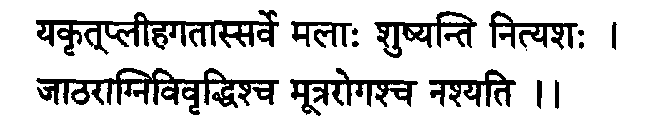 यकृत्प्लीहगतास्सर्वे मलाः शुष्यन्ति नित्यशः ।
जाठराग्निविवृद्धिश्च मूत्ररोगश्च नश्यति ।।